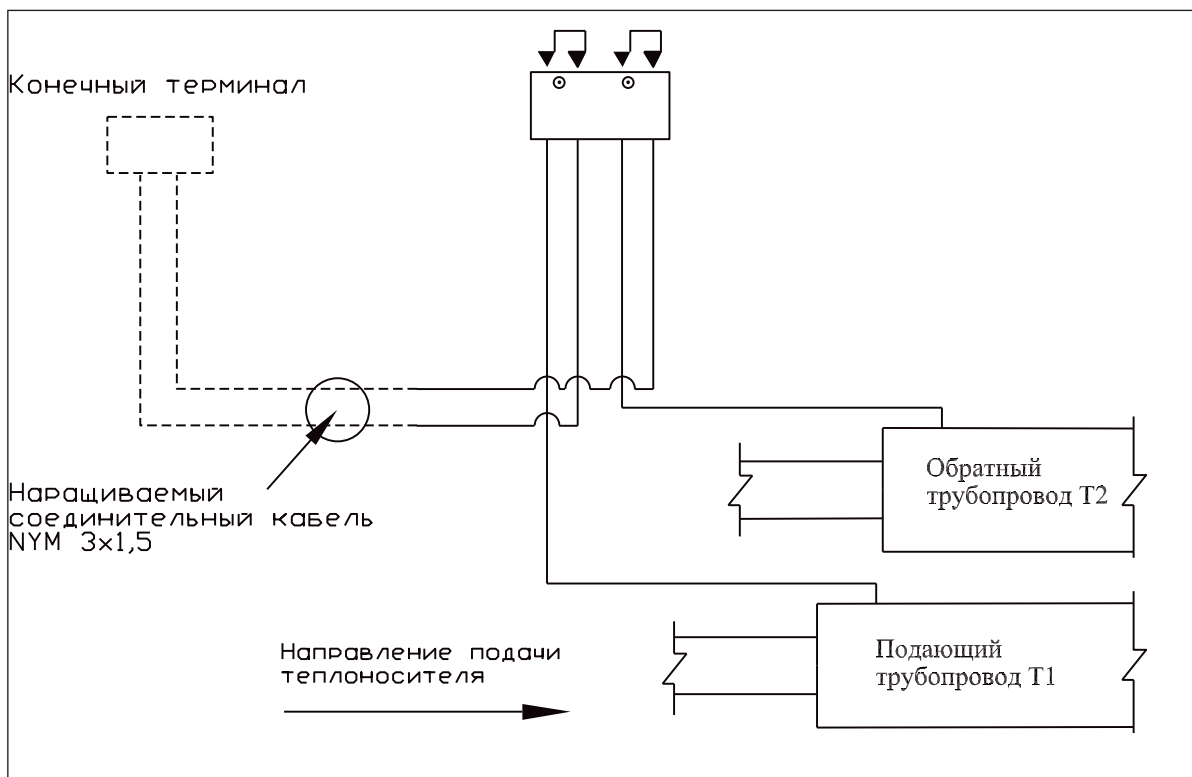 Конечный терминал
Наращиваемый
соединительный кабель
NYM 3x1,5
Обратный
трубопровод Т2
Направление подачи
теплоносителя
Подающий
трубопровод Т1